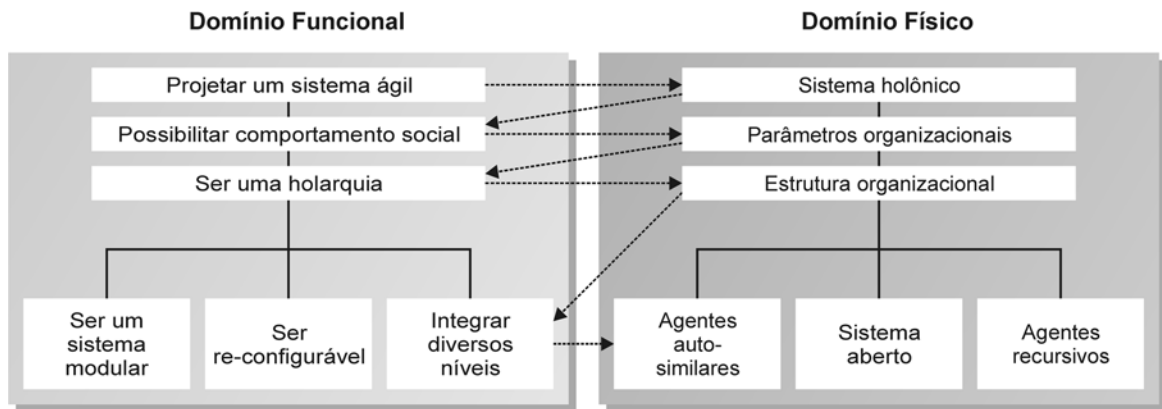 Domínio Funcional
Domínio Físico
Projetar um sistema ágil
Sistema holônico
Possibilitar comportamento social
Parâmetros organizacionais
Ser uma holarquia
Estrutura organizacional
Ser um
sistema
modular
Ser
re-configurável
Integrar
diversos
níveis
Agentes
auto-
similares
Sistema
aberto
Agentes
recursivos